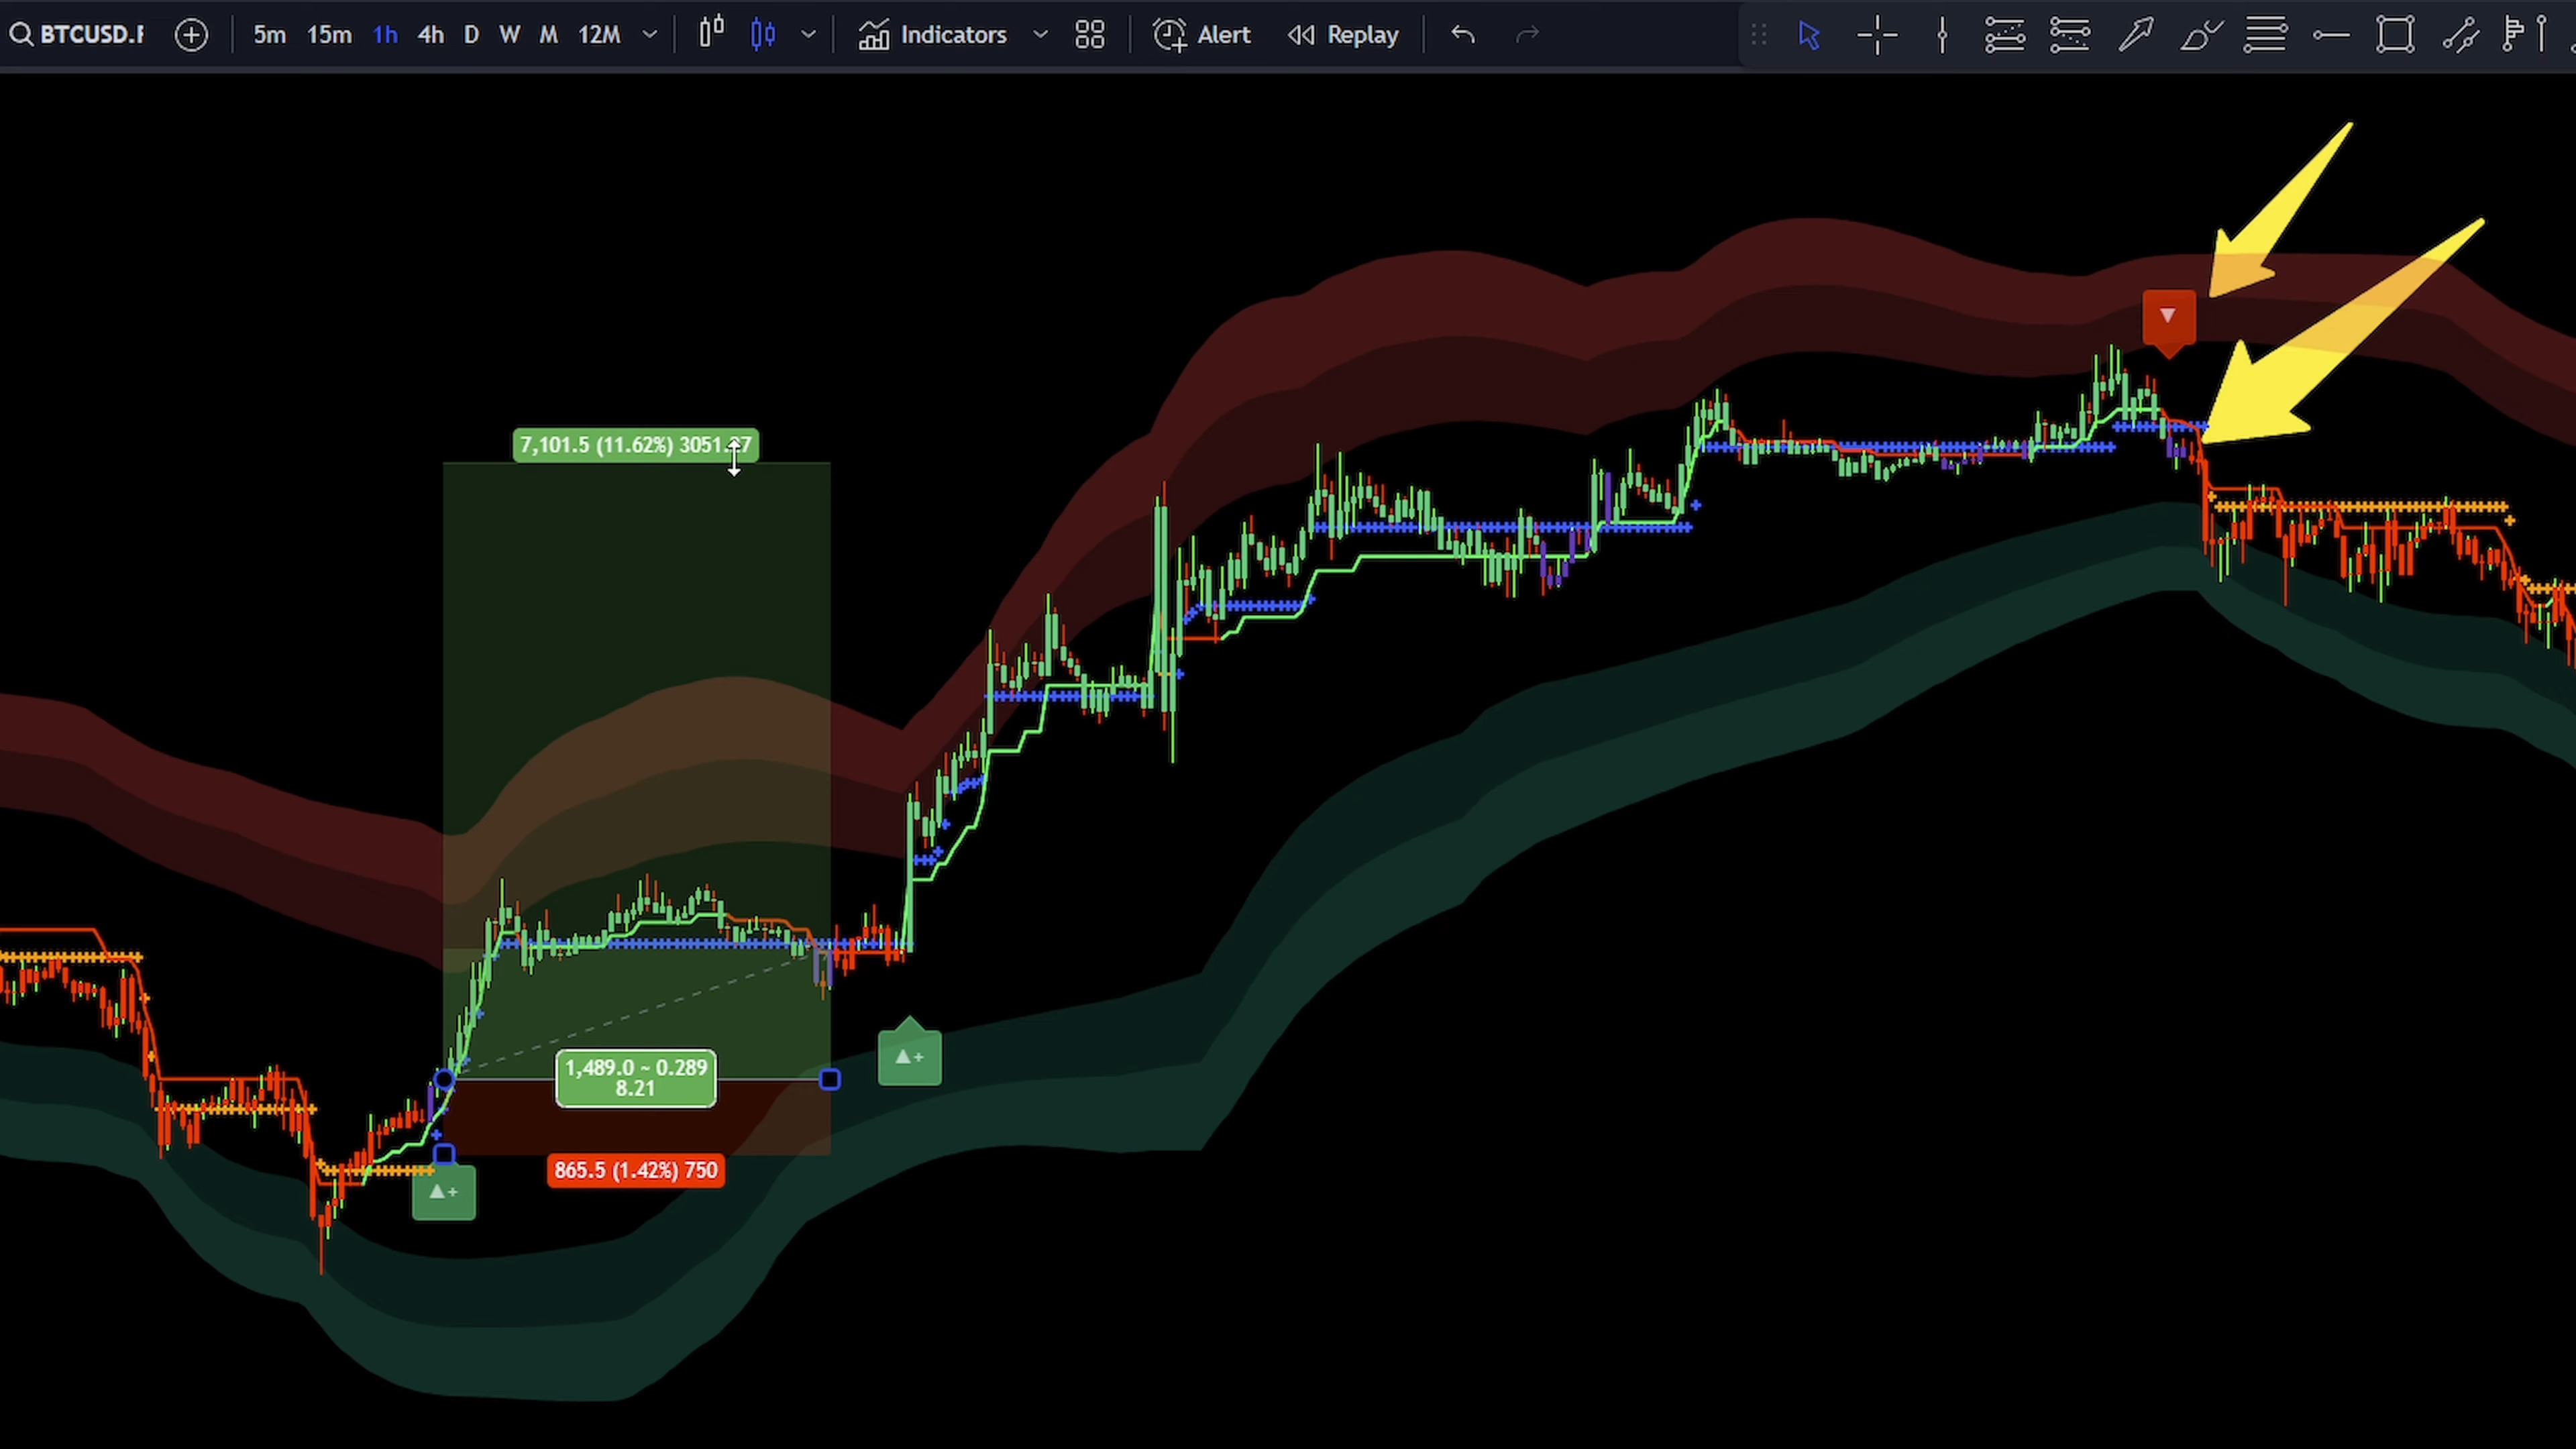 BTCUSD.F
5m 15m 1h 4h D W M 12M
Indicators
Alert
Replay
7,101.5 (11.62%) 3051.27
1,489.0 ~ 0.289
8.21
865.5 (1.42%) 750
▲+
▲+
▼